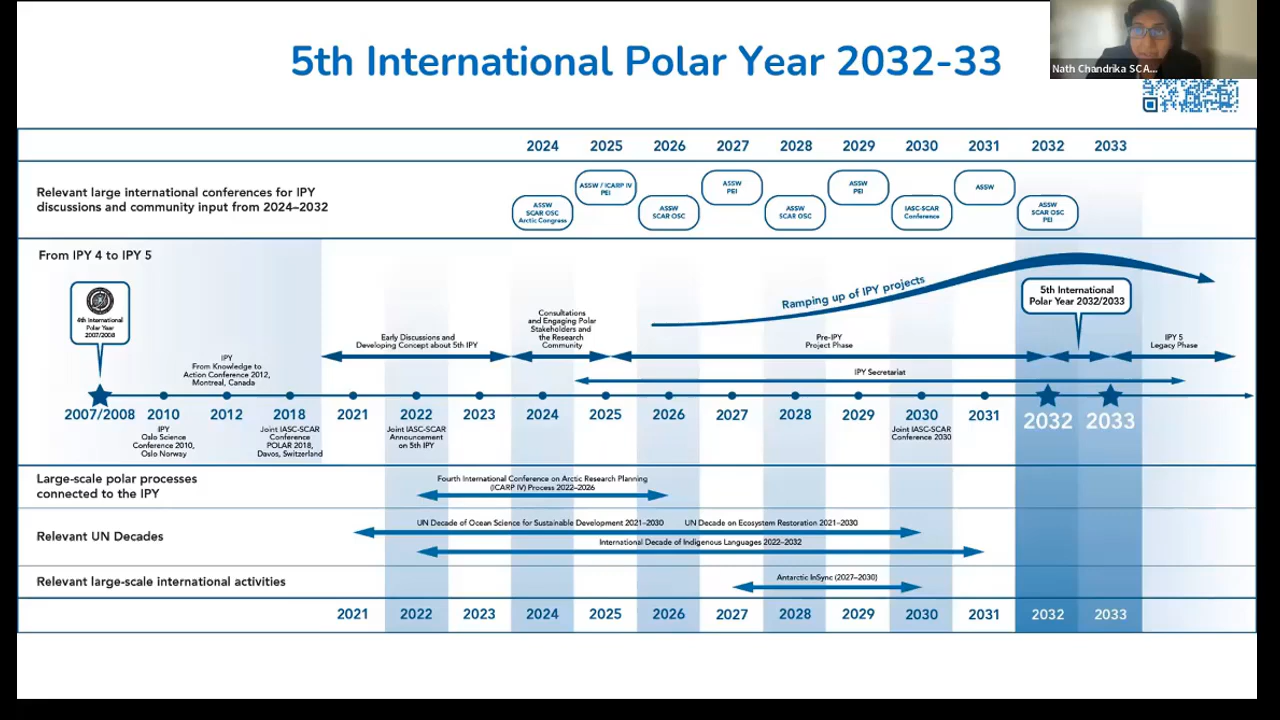 5th International Polar Year 2032-33
Nath Chandrika SCA...
2024 2025 2026 2027 2028 2029 2030 2031 2032 2033
Relevant large international conferences for IPY
discussions and community input from 2024–2032
ASSW
SCAR OSC
Arctic Congress
ASSW / ICARP IV
PEI
ASSW
SCAR OSC
ASSW
PEI
ASSW
SCAR OSC
ASSW
PEI
IASC-SCAR
Conference
ASSW
ASSW
SCAR OSC
PEI
From IPY 4 to IPY 5
4th International
Polar Year
2007/2008
Ramping up of IPY projects
5th International
Polar Year 2032/2033
IPY
From Knowledge to
Action Conference 2012,
Montreal, Canada
Early Discussions and
Developing Concept about 5th IPY
Consultations
and Engaging Polar
Stakeholders and
the Research
Community
Pre-IPY
Project Phase
IPY 5
Legacy Phase
IPY Secretariat
2007/2008 2010 2012 2018 2021 2022 2023 2024 2025 2026 2027 2028 2029 2030 2031 2032 2033
IPY
Oslo Science
Conference 2010,
Oslo Norway
Joint IASC-SCAR
Conference
POLAR 2018,
Davos, Switzerland
Joint IASC-SCAR
Announcement
on 5th IPY
Joint IASC-SCAR
Conference 2030
Large-scale polar processes
connected to the IPY
Fourth International Conference on Arctic Research Planning
(ICARP IV) Process 2022–2026
Relevant UN Decades
UN Decade of Ocean Science for Sustainable Development 2021–2030 UN Decade on Ecosystem Restoration 2021–2030
International Decade of Indigenous Languages 2022–2032
Relevant large-scale international activities
Antarctic InSync (2027–2030)
2021 2022 2023 2024 2025 2026 2027 2028 2029 2030 2031 2032 2033